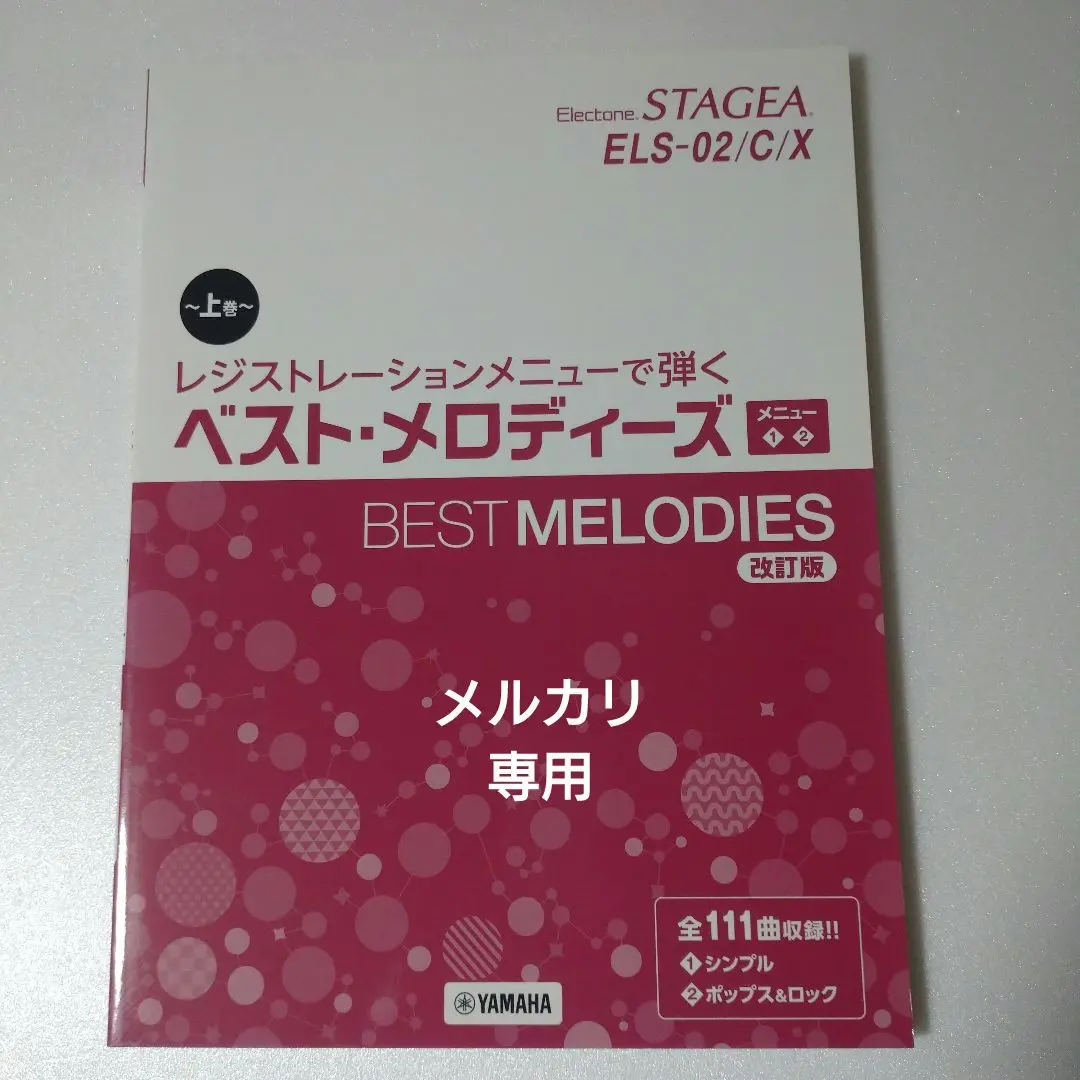 Electone® STAGEA®
ELS-02/C/X
〜上巻〜
レジストレーションメニューで弾く
ベスト・メロディーズ
メニュー
1 2
BEST MELODIES
改訂版
メルカリ
専用
全111曲収録!!
1 シンプル
2 ポップス&ロック
YAMAHA